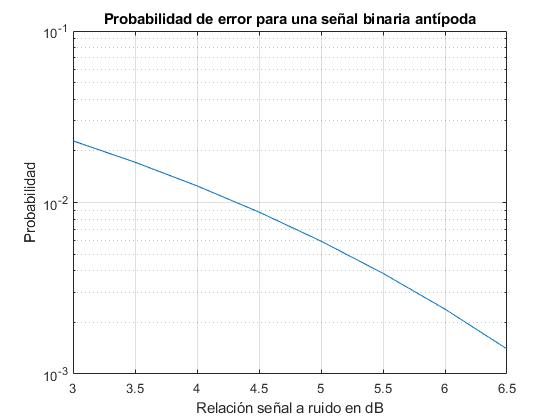 Probabilidad de error para una señal binaria antípoda
10⁻¹
10⁻²
10⁻³
Probabilidad
3 3.5 4 4.5 5 5.5 6 6.5
Relación señal a ruido en dB